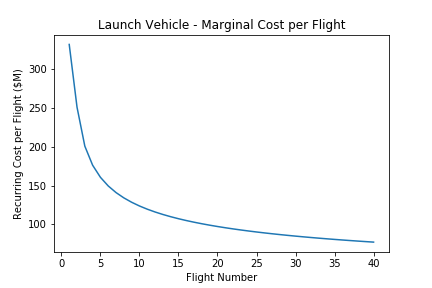 Launch Vehicle - Marginal Cost per Flight
Recurring Cost per Flight ($M)
300
250
200
150
100
0 5 10 15 20 25 30 35 40
Flight Number